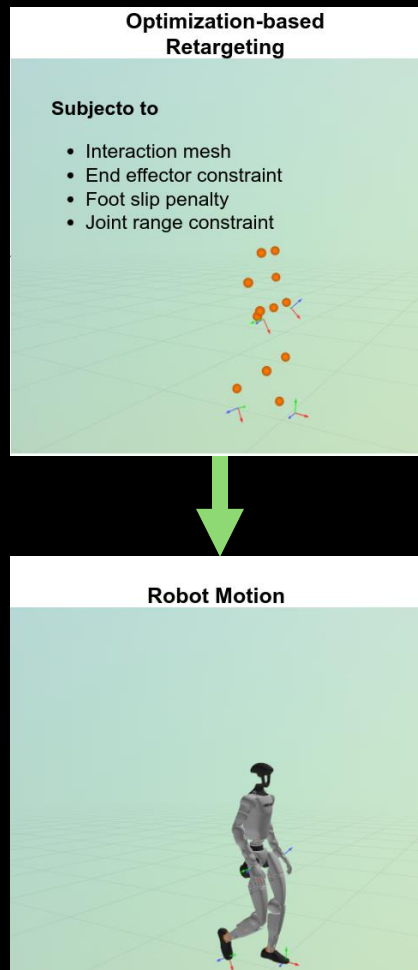 Optimization-based
Retargeting
Subjecto to
• Interaction mesh
• End effector constraint
• Foot slip penalty
• Joint range constraint
Robot Motion